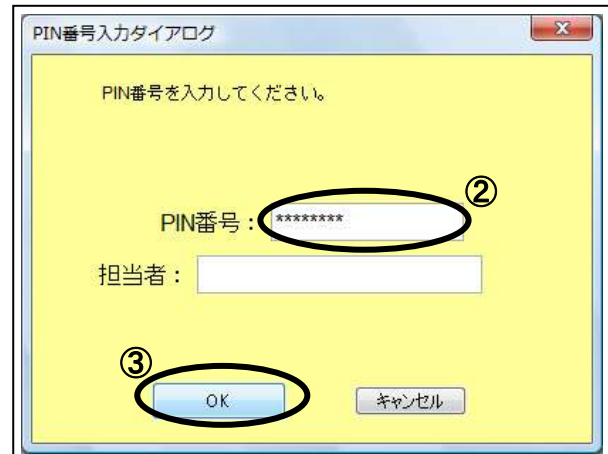 PIN番号入力ダイアログ
PIN番号を入力してください。
②
PIN番号： ********
担当者：
③
OK キャンセル